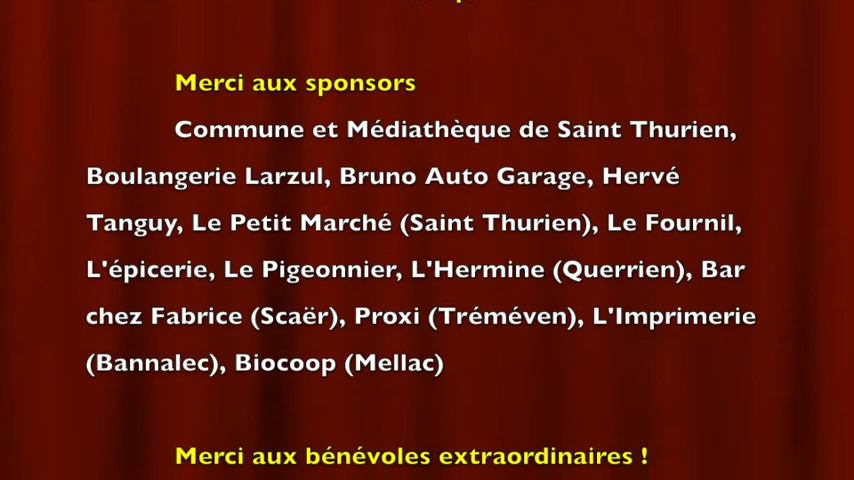 Merci aux sponsors
Commune et Médiathèque de Saint Thurien,
Boulangerie Larzul, Bruno Auto Garage, Hervé
Tanguy, Le Petit Marché (Saint Thurien), Le Fournil,
L'épicerie, Le Pigeonnier, L'Hermine (Querrien), Bar
chez Fabrice (Scaër), Proxi (Tréméven), L'Imprimerie
(Bannalec), Biocoop (Mellac)
Merci aux bénévoles extraordinaires !